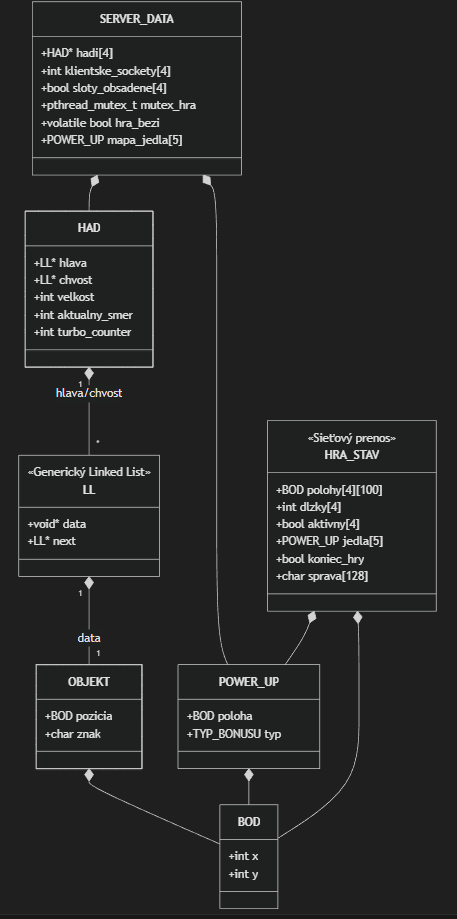 SERVER_DATA
+HAD* hadi[4]
+int klientske_sockety[4]
+bool sloty_obsadene[4]
+pthread_mutex_t mutex_hra
+volatile bool hra_bezi
+POWER_UP mapa_jedla[5]
HAD
+LL* hlava
+LL* chvost
+int velkost
+int aktualny_smer
+int turbo_counter
1
hlava/chvost
*
«Generický Linked List»
LL
+void* data
+LL* next
1
data
1
«Sieťový prenos»
HRA_STAV
+BOD polohy[4][100]
+int dlzky[4]
+bool aktivny[4]
+POWER_UP jedla[5]
+bool koniec_hry
+char sprava[128]
OBJEKT
+BOD pozicia
+char znak
POWER_UP
+BOD poloha
+TYP_BONUSU typ
BOD
+int x
+int y